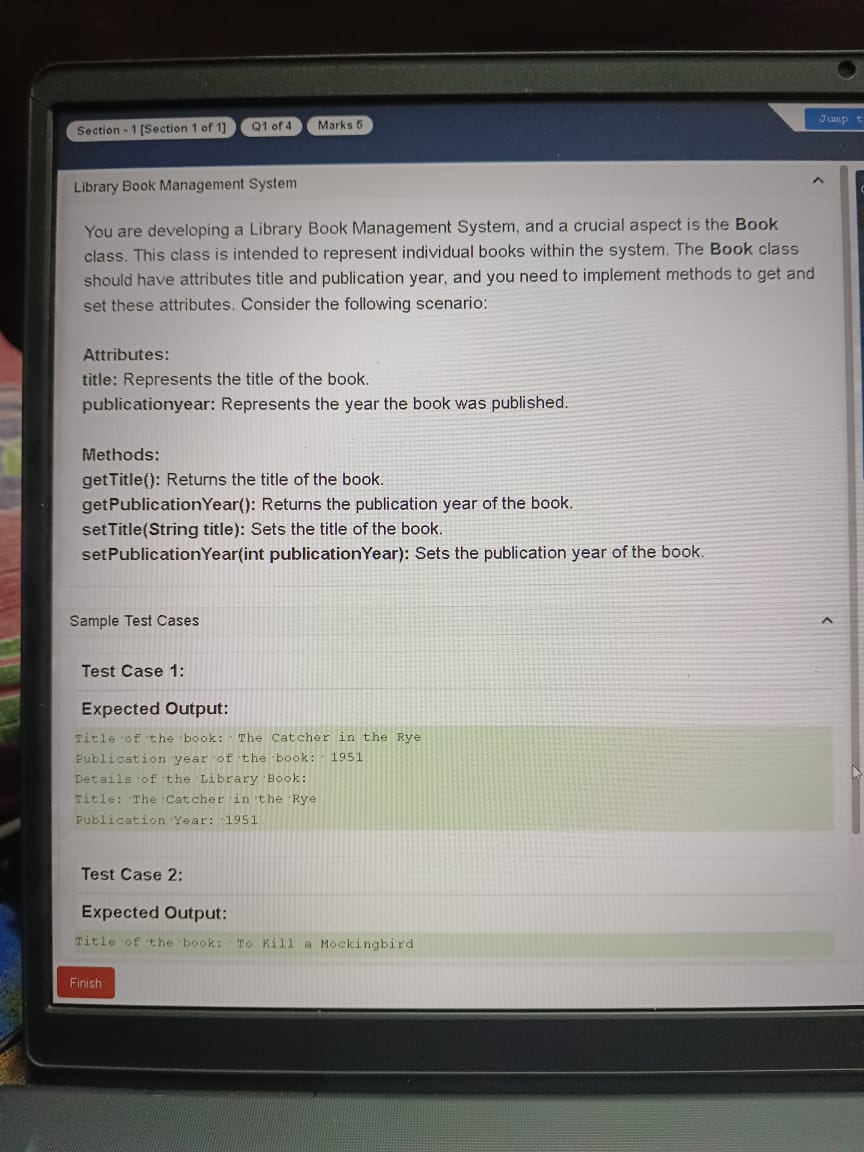 Section - 1 [Section 1 of 1] Q1 of 4 Marks 5
Jump
Library Book Management System
You are developing a Library Book Management System, and a crucial aspect is the Book
class. This class is intended to represent individual books within the system. The Book class
should have attributes title and publication year, and you need to implement methods to get and
set these attributes. Consider the following scenario:
Attributes:
title: Represents the title of the book.
publicationyear: Represents the year the book was published.
Methods:
getTitle(): Returns the title of the book.
getPublicationYear(): Returns the publication year of the book.
setTitle(String title): Sets the title of the book.
setPublicationYear(int publicationYear): Sets the publication year of the book.
Sample Test Cases
Test Case 1:
Expected Output:
Title of the book: The Catcher in the Rye
Publication year of the book: 1951
Details of the Library Book:
Title: The Catcher in the Rye
Publication Year: 1951
Test Case 2:
Expected Output:
Title of the book: To Kill a Mockingbird
Finish